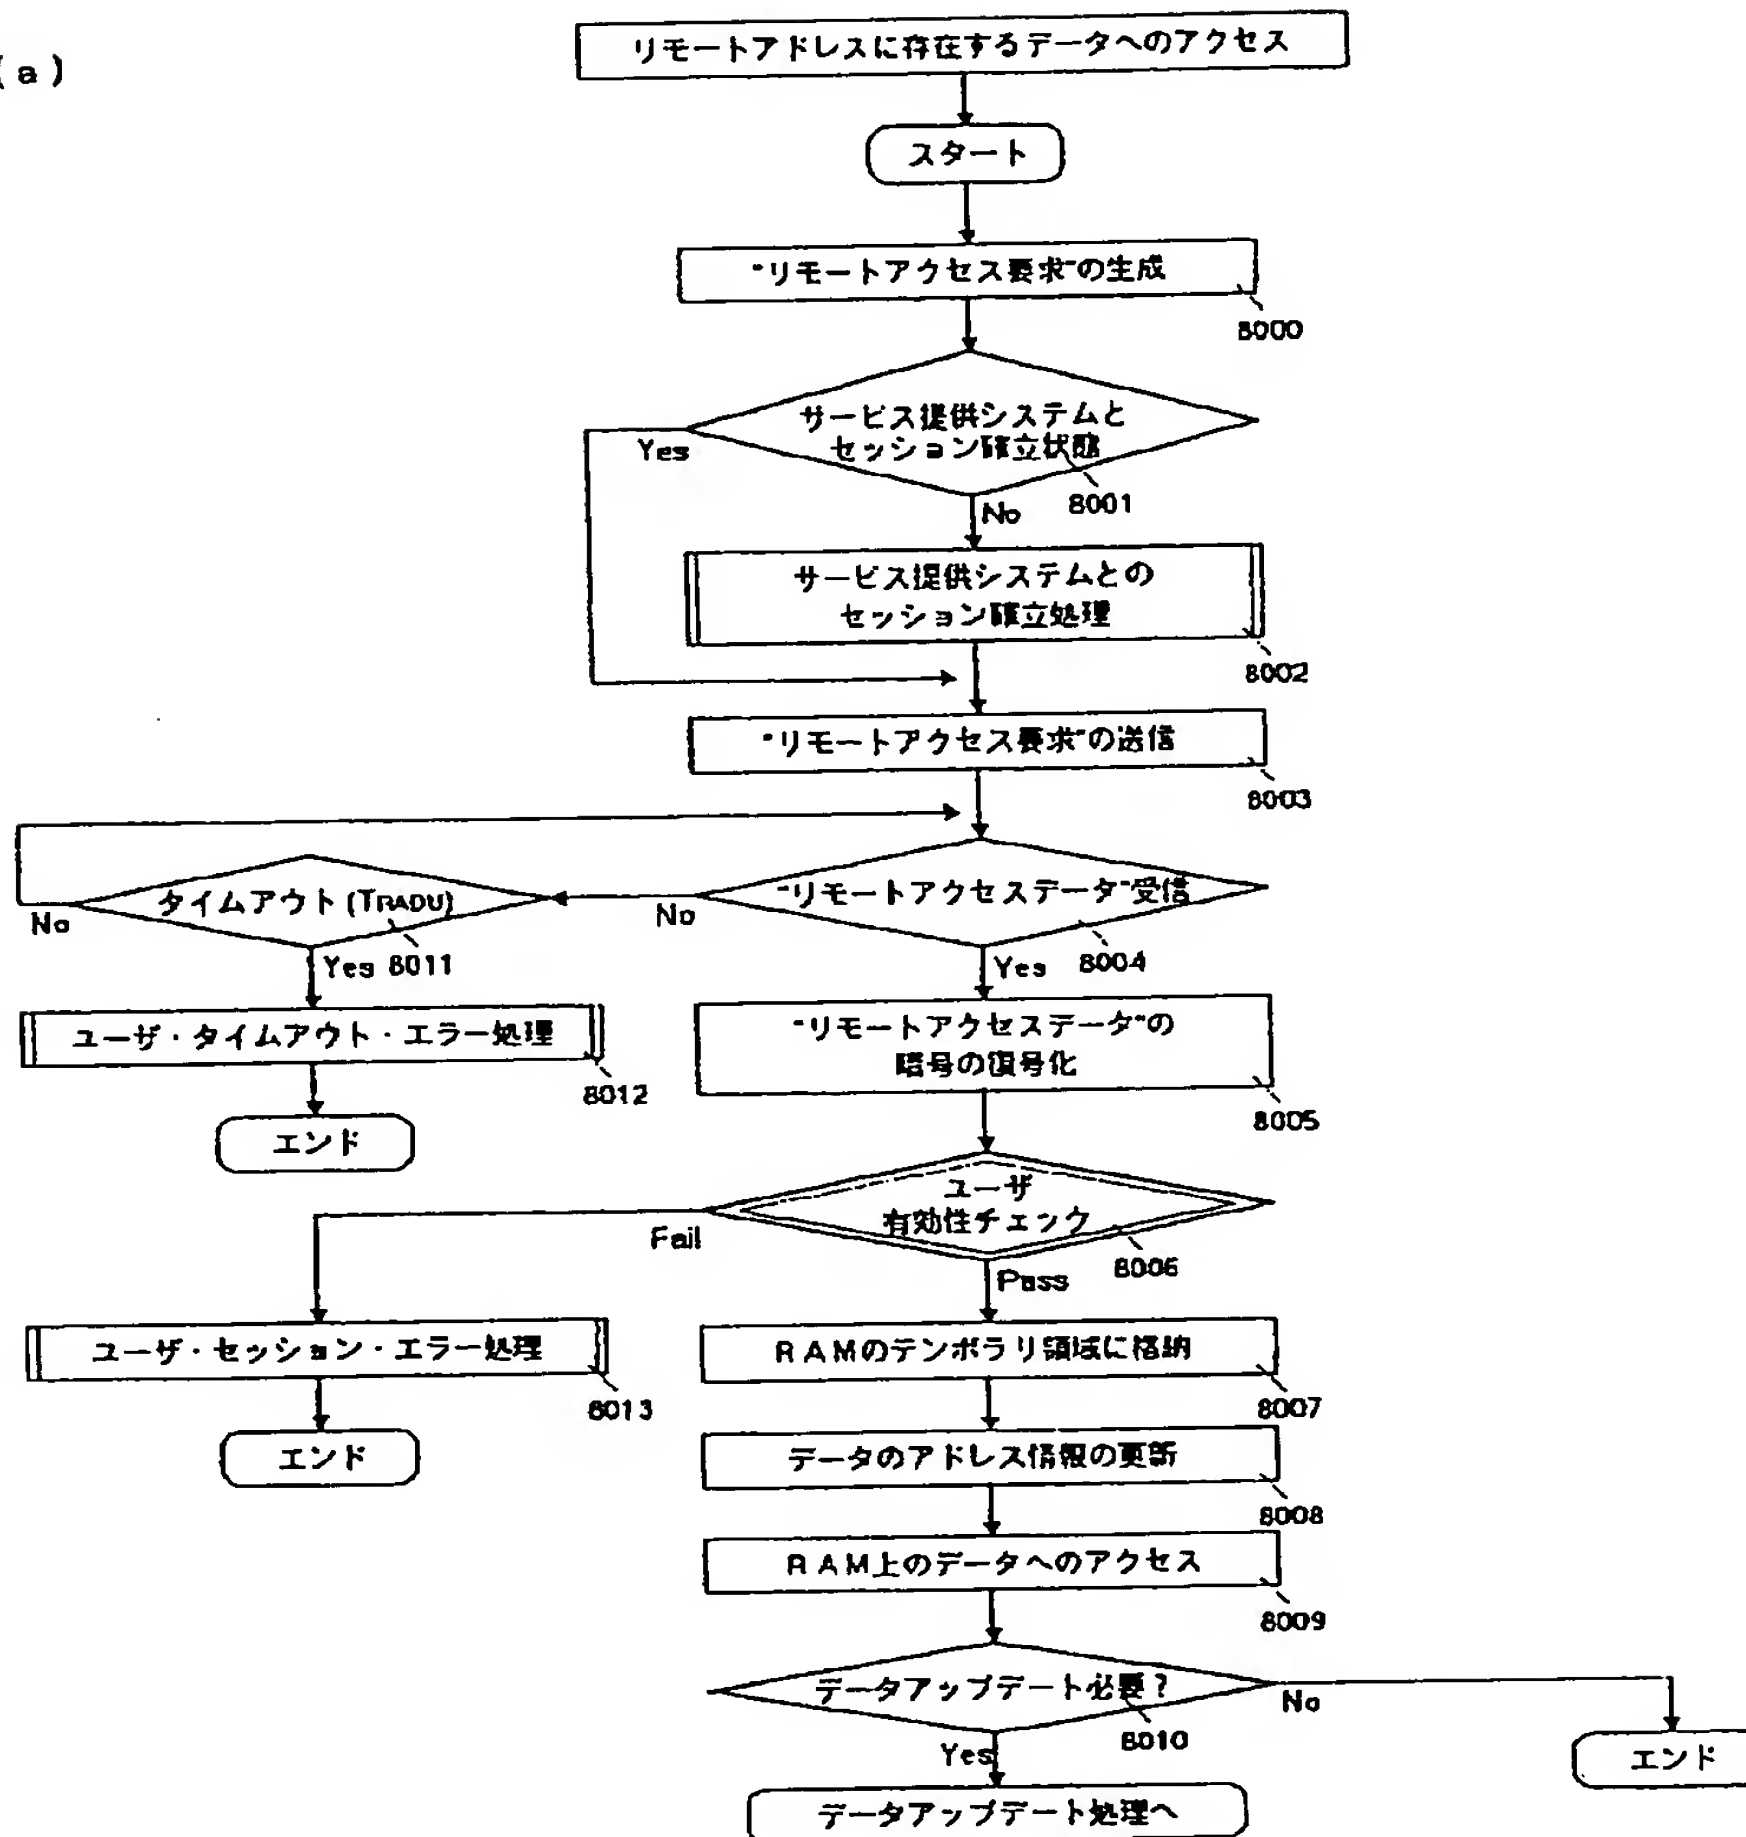 (a)
リモートアドレスに存在するデータへのアクセス
スタート
"リモートアクセス要求"の生成
8000
サービス提供システムと
セッション確立状態
Yes
8001
No
サービス提供システムとの
セッション確立処理
8002
"リモートアクセス要求"の送信
8003
タイムアウト(TRADU)
"リモートアクセスデータ"受信
No
No
Yes 8011
Yes 8004
ユーザ・タイムアウト・エラー処理
8012
エンド
"リモートアクセスデータ"の
暗号の復号化
8005
ユーザ
有効性チェック
Fail
8006
Pass
ユーザ・セッション・エラー処理
8013
エンド
RAMのテンポラリ領域に格納
8007
データのアドレス情報の更新
8008
RAM上のデータへのアクセス
8009
データアップデート必要?
No
8010
Yes
エンド
データアップデート処理へ